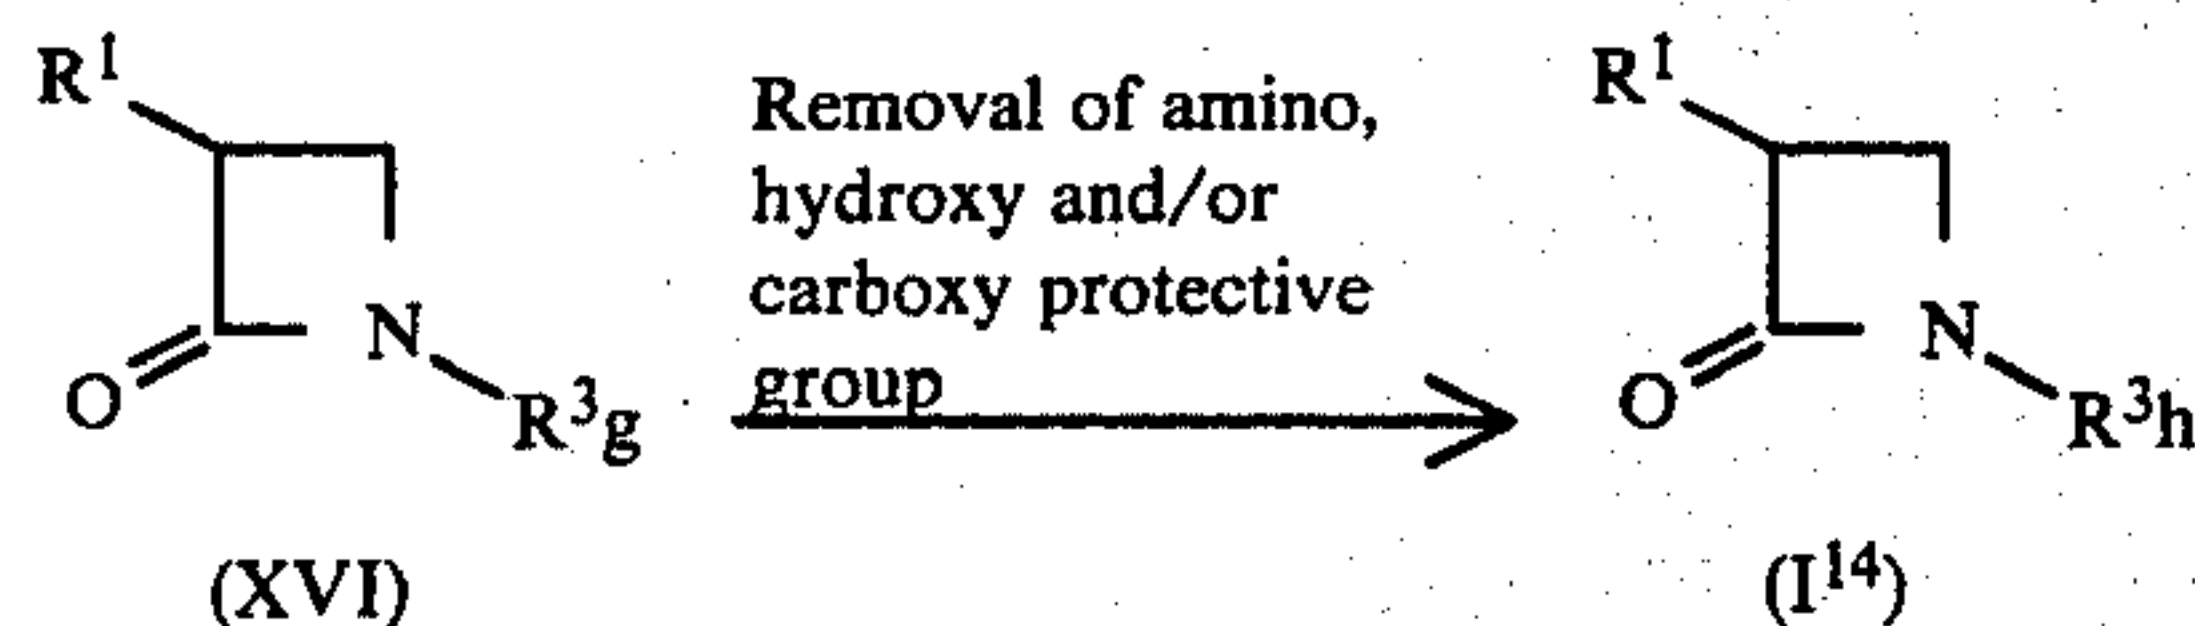 R¹
Removal of amino,
hydroxy and/or
carboxy protective
group
N
O
R³g
(XVI)
R¹
N
O
R³h
(I¹⁴)